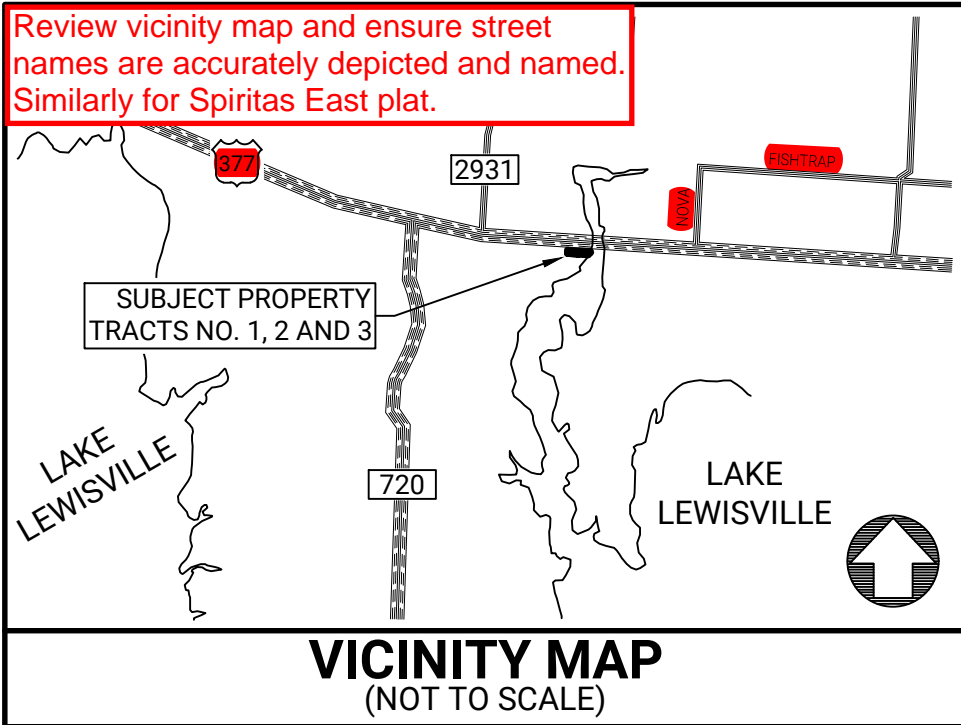 Review vicinity map and ensure street
names are accurately depicted and named.
Similarly for Spiritas East plat.
377
2931
FISHTRAP
NOVA
SUBJECT PROPERTY
TRACTS NO. 1, 2 AND 3
LAKE
LEWISVILLE
720
LAKE
LEWISVILLE
VICINITY MAP
(NOT TO SCALE)